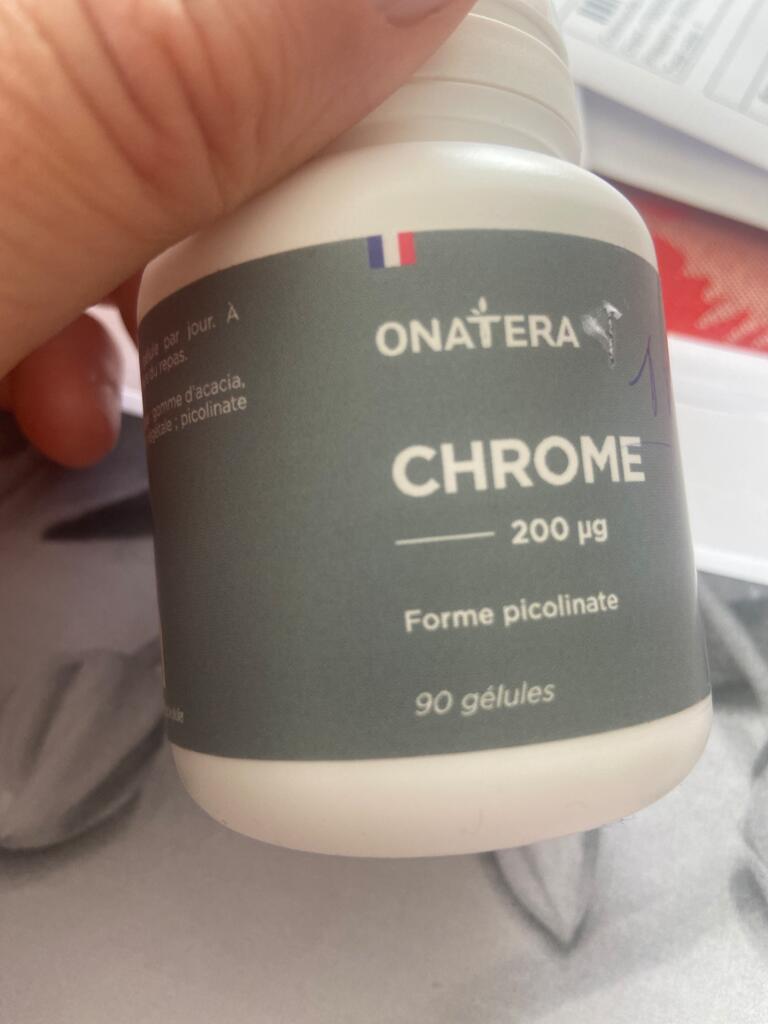 ONATERA
CHROME
200 µg
Forme picolinate
90 gélules
par jour. À
du repas.
gomme d'acacia,
; picolinate